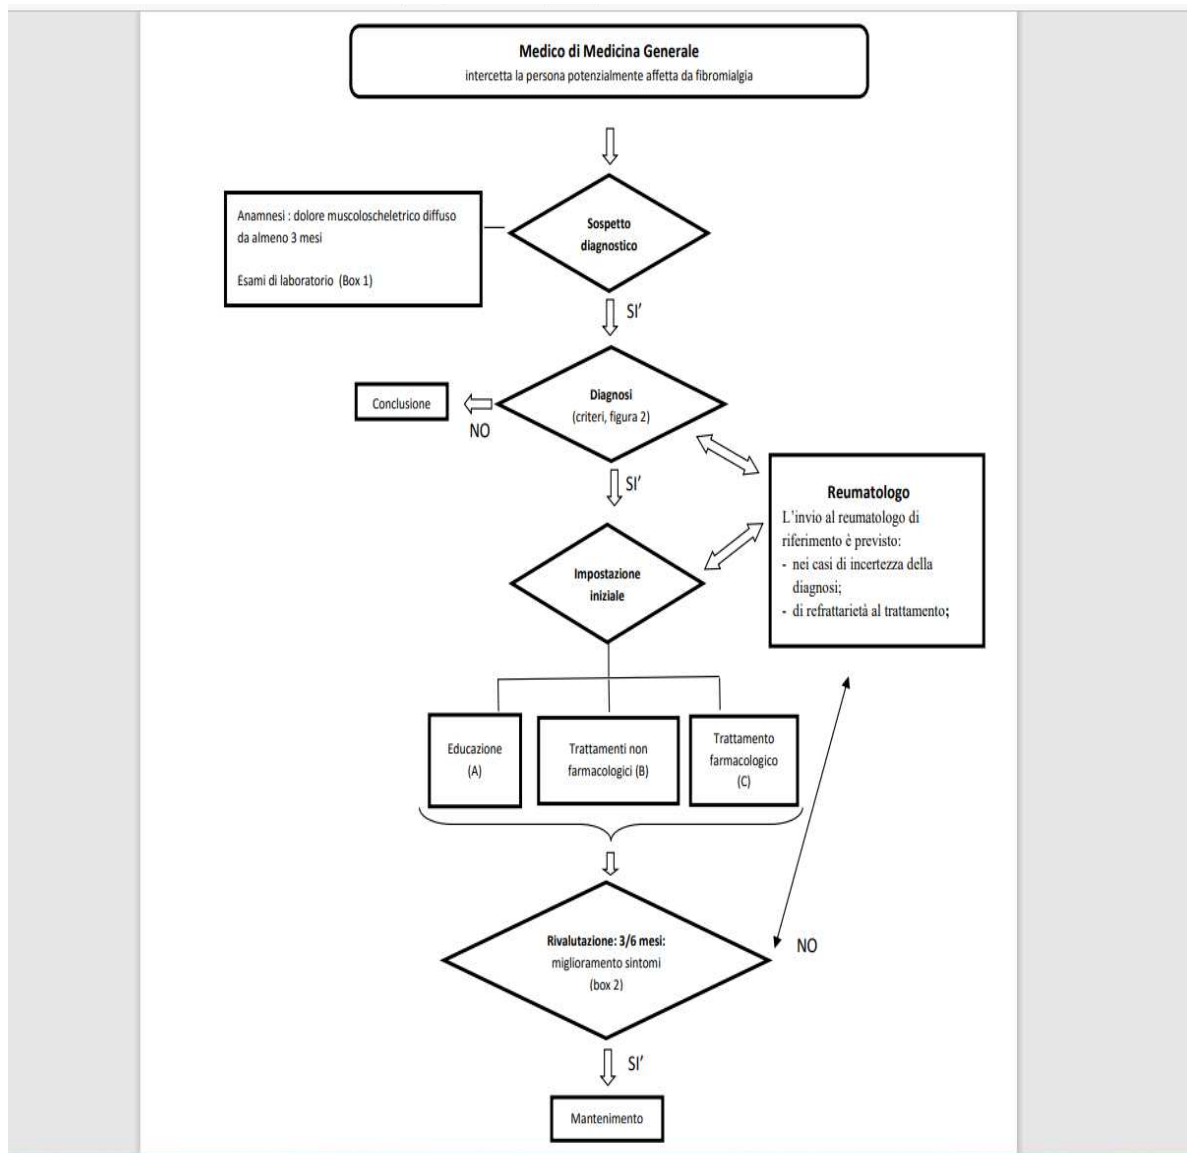 Medico di Medicina Generale
intercetta la persona potenzialmente affetta da fibromialgia
Anamnesi : dolore muscoloscheletrico diffuso
da almeno 3 mesi
Esami di laboratorio (Box 1)
Sospetto
diagnostico
SI’
Diagnosi
(criteri, figura 2)
Conclusione
NO
SI’
Reumatologo
L’invio al reumatologo di
riferimento è previsto:
- nei casi di incertezza della
diagnosi;
- di refrattarietà al trattamento;
Impostazione
iniziale
Educazione
(A)
Trattamenti non
farmacologici (B)
Trattamento
farmacologico
(C)
Rivalutazione: 3/6 mesi:
miglioramento sintomi
(box 2)
NO
SI’
Mantenimento